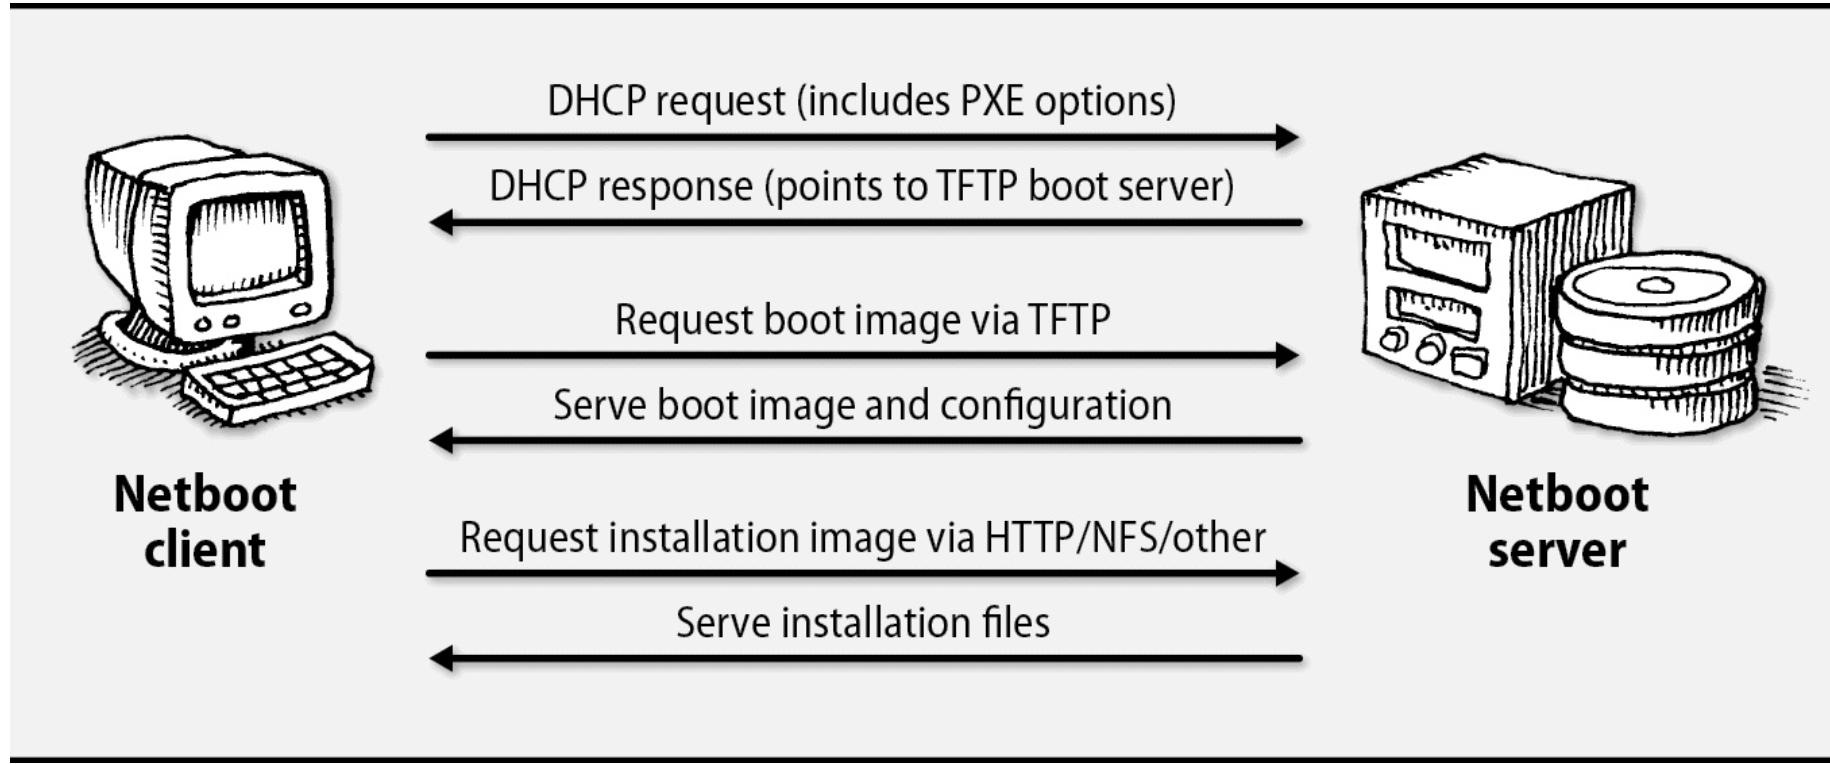 DHCP request (includes PXE options)
DHCP response (points to TFTP boot server)
Request boot image via TFTP
Serve boot image and configuration
Netboot
client
Netboot
server
Request installation image via HTTP/NFS/other
Serve installation files